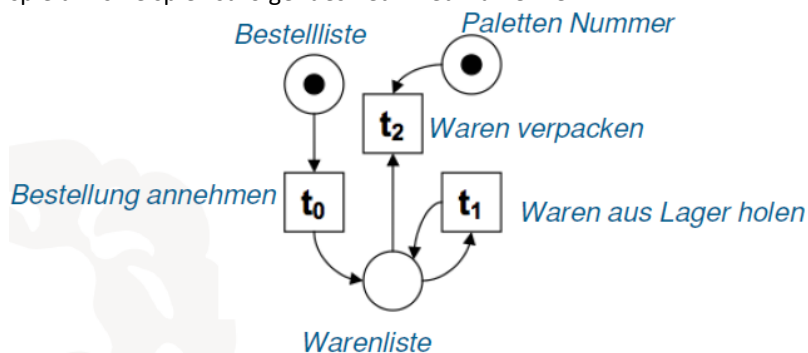 Bestellliste
Paletten Nummer
t2
Waren verpacken
Bestellung annehmen
t0
t1
Waren aus Lager holen
Warenliste